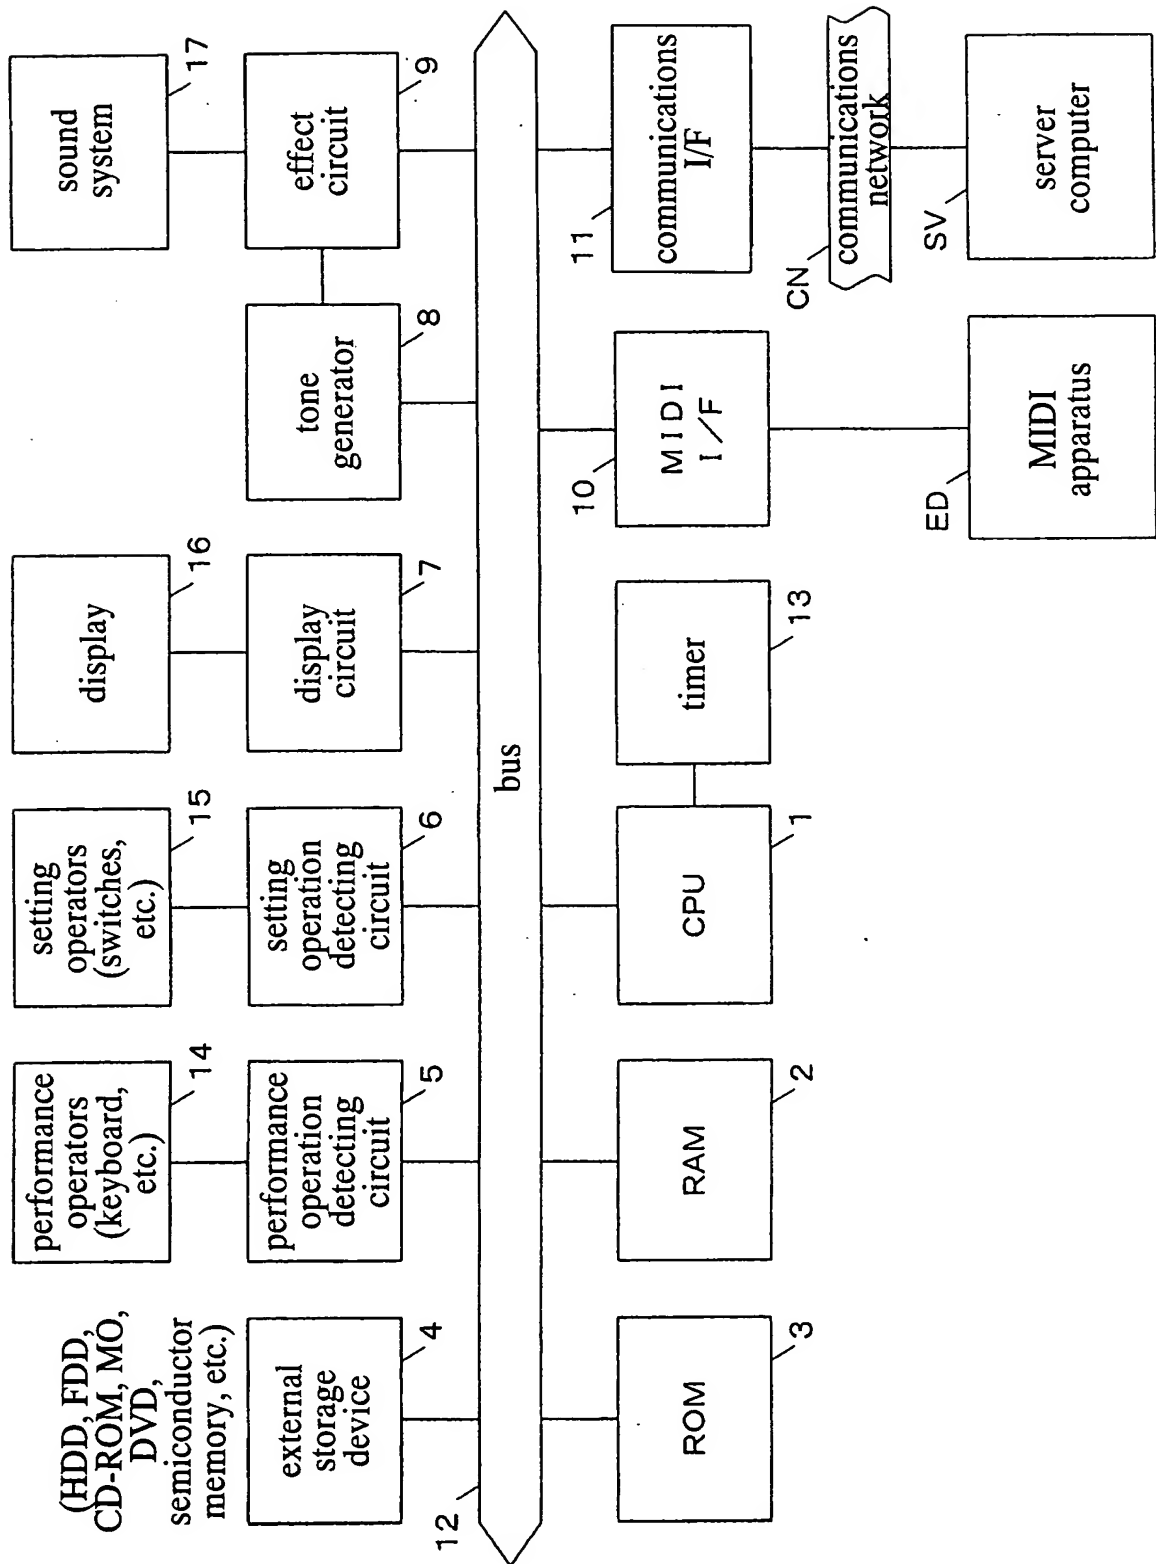 (HDD, FDD,
CD-ROM, MO,
DVD,
semiconductor
memory, etc.)
performance
operators
(keyboard,
etc.)
14
setting
operators
(switches,
etc.)
15
display
16
sound
system
17
external
storage
device
4
performance
operation
detecting
circuit
5
setting
operation
detecting
circuit
6
display
circuit
7
tone
generator
8
effect
circuit
9
12
bus
ROM
3
RAM
2
CPU
1
timer
13
10
MIDI
I/F
11
communications
I/F
CN
communications
network
ED
MIDI
apparatus
SV
server
computer